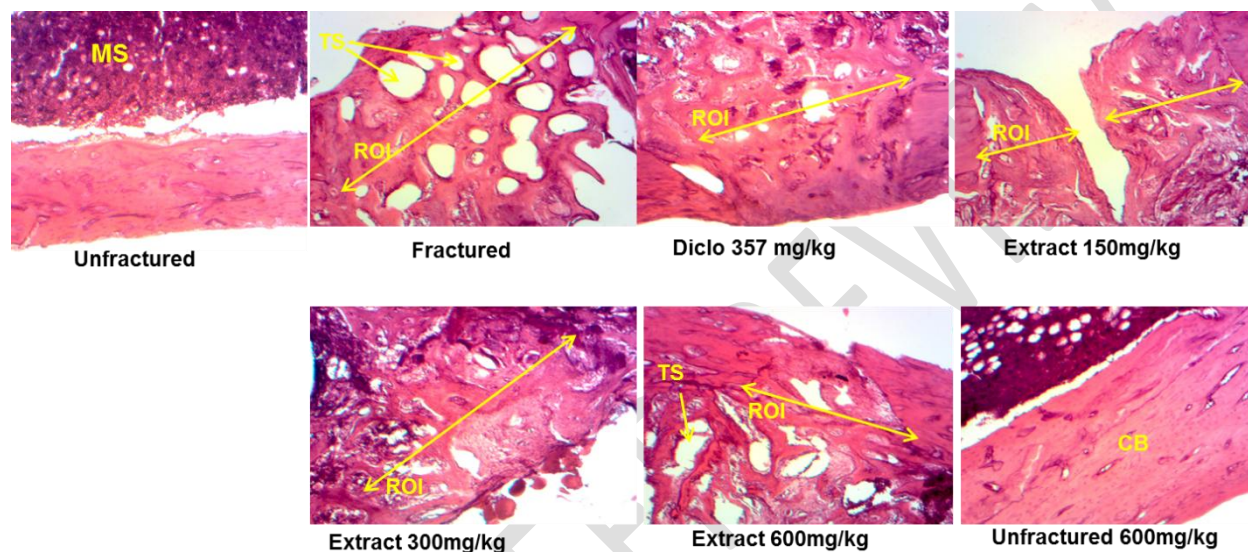 MS
TS
ROI
ROI
ROI
Unfractured
Fractured
Diclo 357 mg/kg
Extract 150mg/kg
TS
ROI
ROI
CB
Extract 300mg/kg
Extract 600mg/kg
Unfractured 600mg/kg